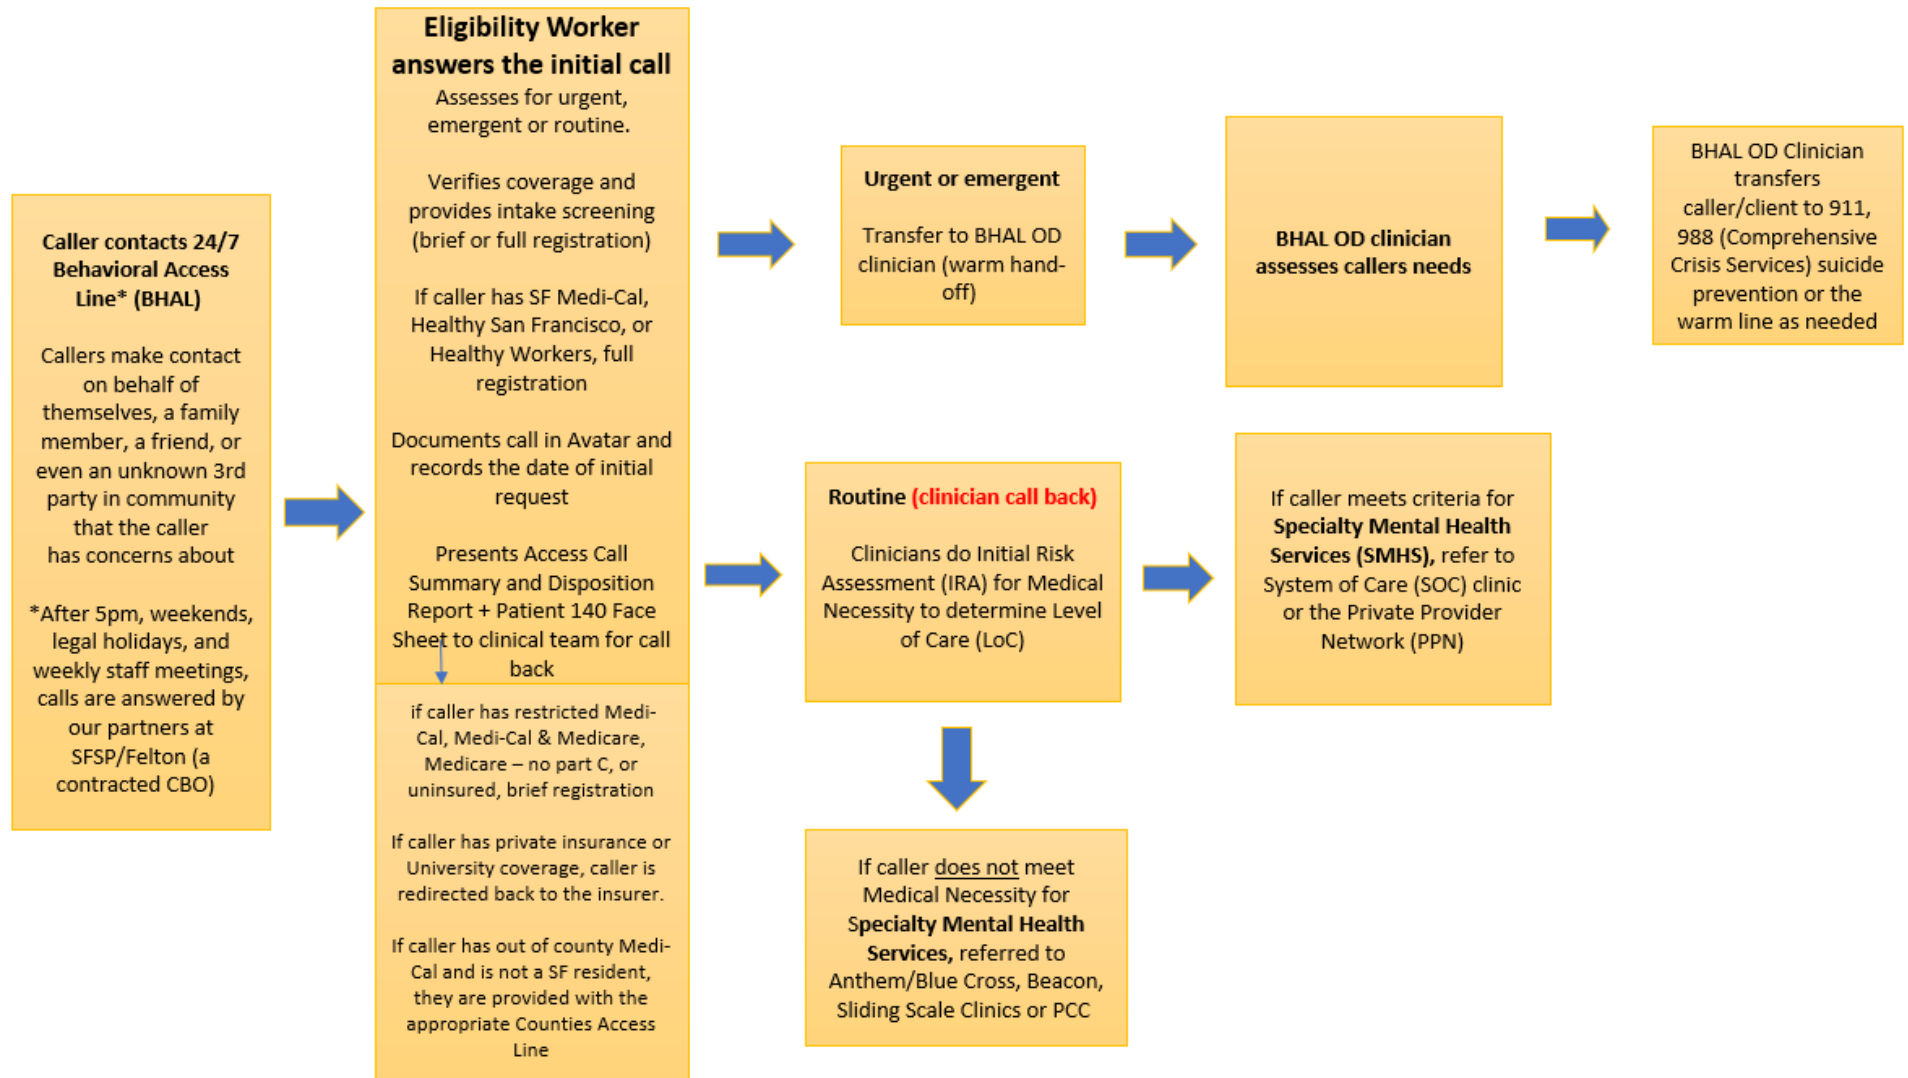 Caller contacts 24/7
Behavioral Access
Line* (BHAL)
Callers make contact
on behalf of
themselves, a family
member, a friend, or
even an unknown 3rd
party in community
that the caller
has concerns about
*After 5pm, weekends,
legal holidays, and
weekly staff meetings,
calls are answered by
our partners at
SFSP/Felton (a
contracted CBO)
Eligibility Worker
answers the initial call
Assesses for urgent,
emergent or routine.
Verifies coverage and
provides intake screening
(brief or full registration)
If caller has SF Medi-Cal,
Healthy San Francisco, or
Healthy Workers, full
registration
Documents call in Avatar and
records the date of initial
request
Presents Access Call
Summary and Disposition
Report + Patient 140 Face
Sheet to clinical team for call
back
if caller has restricted Medi-
Cal, Medi-Cal & Medicare,
Medicare – no part C, or
uninsured, brief registration
If caller has private insurance or
University coverage, caller is
redirected back to the insurer.
If caller has out of county Medi-
Cal and is not a SF resident,
they are provided with the
appropriate Counties Access
Line
Urgent or emergent
Transfer to BHAL OD
clinician (warm hand-
off)
BHAL OD clinician
assesses callers needs
BHAL OD Clinician
transfers
caller/client to 911,
988 (Comprehensive
Crisis Services) suicide
prevention or the
warm line as needed
Routine (clinician call back)
Clinicians do Initial Risk
Assessment (IRA) for Medical
Necessity to determine Level
of Care (LoC)
If caller meets criteria for
Specialty Mental Health
Services (SMHS), refer to
System of Care (SOC) clinic
or the Private Provider
Network (PPN)
If caller does not meet
Medical Necessity for
Specialty Mental Health
Services, referred to
Anthem/Blue Cross, Beacon,
Sliding Scale Clinics or PCC